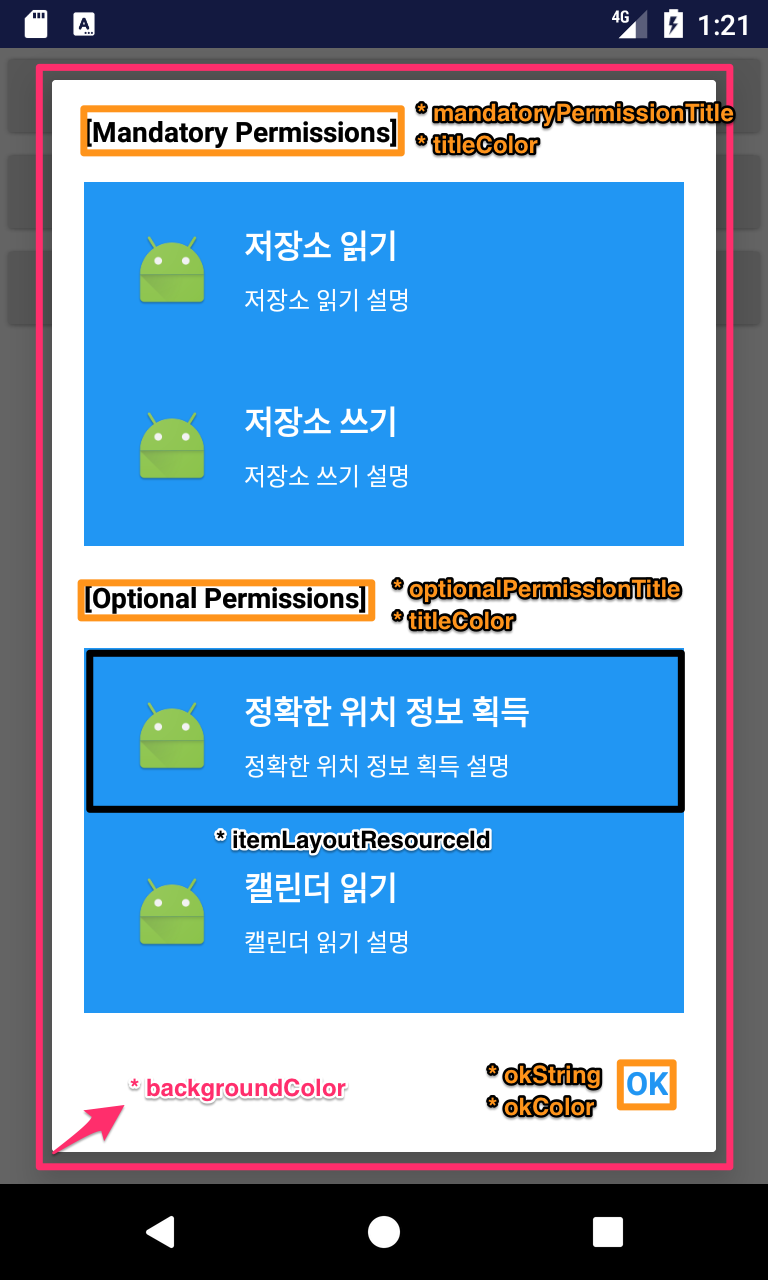 4G 1:21
[Mandatory Permissions]
* mandatoryPermissionTitle
* titleColor
저장소 읽기
저장소 읽기 설명
저장소 쓰기
저장소 쓰기 설명
[Optional Permissions]
* optionalPermissionTitle
* titleColor
정확한 위치 정보 획득
정확한 위치 정보 획득 설명
* itemLayoutResourceId
캘린더 읽기
캘린더 읽기 설명
* backgroundColor
* okString
* okColor
OK